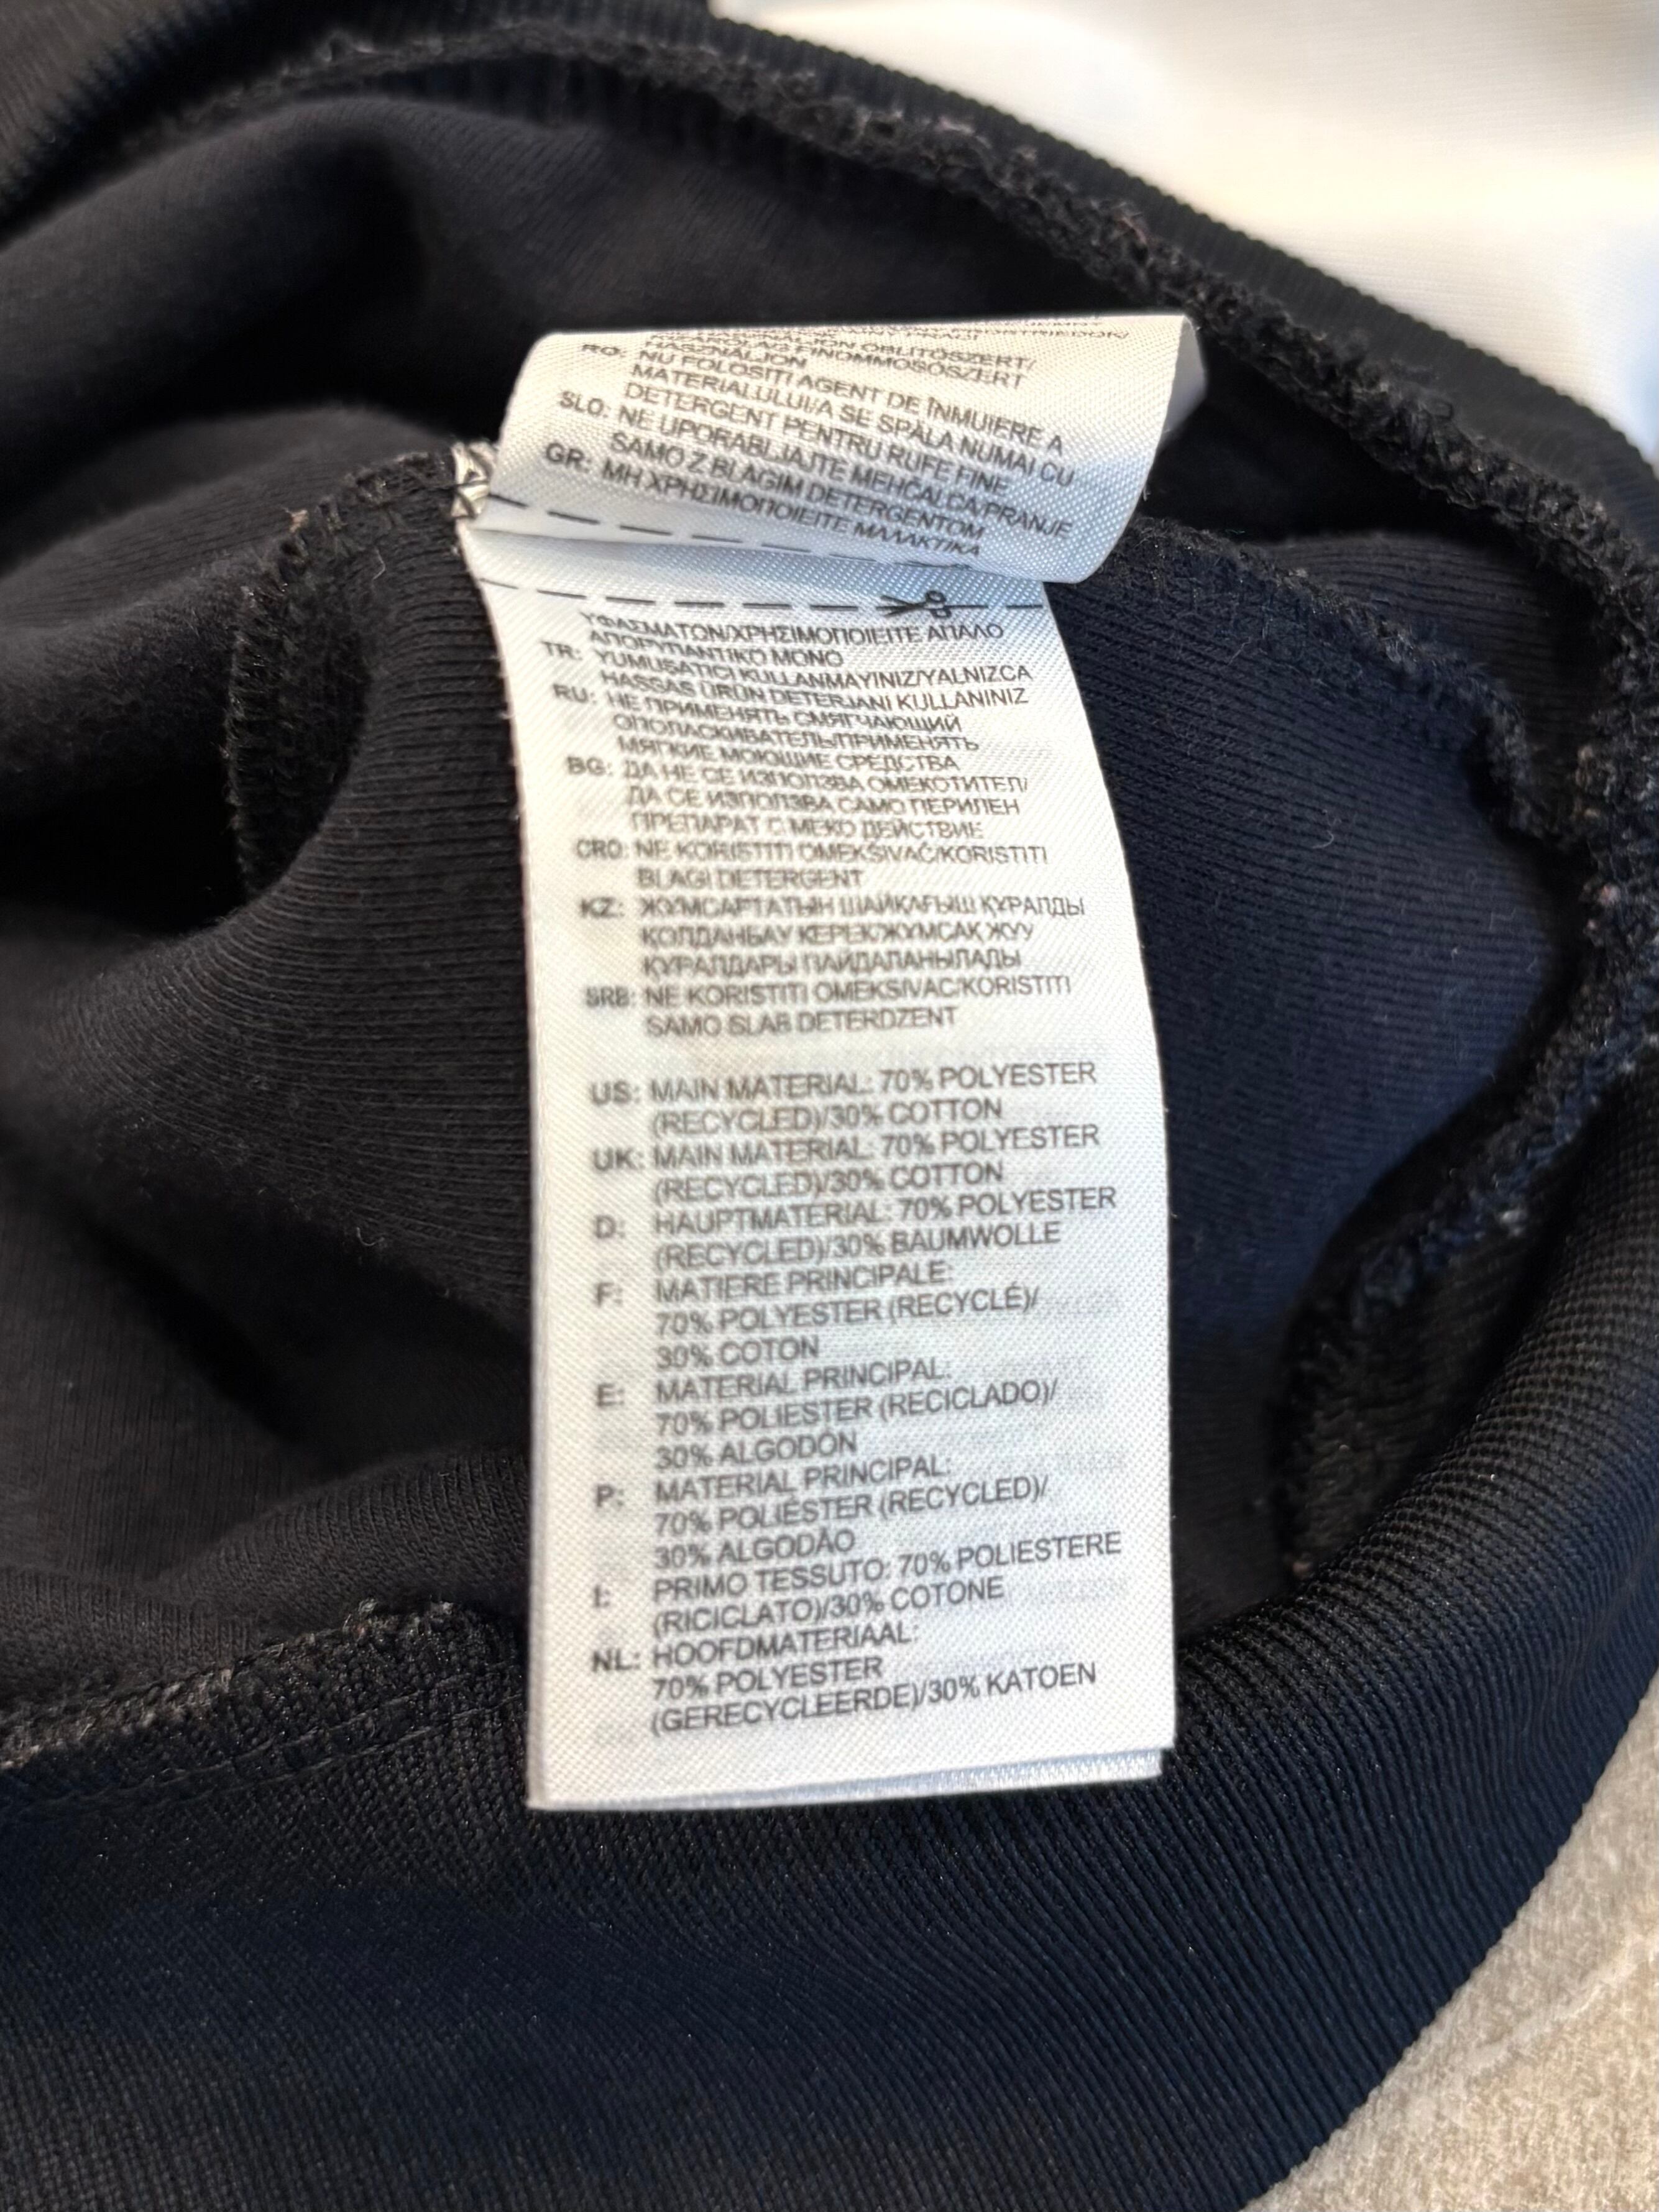 HASZNÁLJON ÖBLÍTŐSZERT/
HASZNÁLJON FINOMMOSÓSZERT
RO: NU FOLOSITI AGENT DE ÎNMUIERE A
MATERIALULUI/A SE SPĂLA NUMAI CU
DETERGENT PENTRU RUFE FINE
SLO: NE UPORABLJAJTE MEHČALCA/PRANJE
SAMO Z BLAGIM DETERGENTOM
GR: ΜΗ ΧΡΗΣΙΜΟΠΟΙΕΙΤΕ ΜΑΛΑΚΤΙΚΑ
ΥΦΑΣΜΑΤΩΝ/ΧΡΗΣΙΜΟΠΟΙΕΙΤΕ ΑΠΑΛΟ
ΑΠΟΡΥΠΑΝΤΙΚΟ ΜΟΝΟ
TR: YUMUSATICI KULLANMAYINIZ/YALNIZCA
HASSAS ÜRÜN DETERJANI KULLANINIZ
RU: НЕ ПРИМЕНЯТЬ СМЯГЧАЮЩИЙ
ОПОЛАСКИВАТЕЛЬ/ПРИМЕНЯТЬ
МЯГКИЕ МОЮЩИЕ СРЕДСТВА
BG: ДА НЕ СЕ ИЗПОЛЗВА ОМЕКОТИТЕЛ/
ДА СЕ ИЗПОЛЗВА САМО ПЕРИЛЕН
ПРЕПАРАТ С МЕКО ДЕЙСТВИЕ
CRO: NE KORISTITI OMEKŠIVAČ/KORISTITI
BLAGI DETERGENT
KZ: ЖҰМСАРТАТЫН ШАЙҚАҒЫШ ҚҰРАЛДЫ
ҚОЛДАНБАУ КЕРЕК/ЖҰМСАҚ ЖУУ
ҚҰРАЛДАРЫ ПАЙДАЛАНЫЛАДЫ
SRB: NE KORISTITI OMEKSIVAC/KORISTITI
SAMO SLAB DETERDZENT
US: MAIN MATERIAL: 70% POLYESTER
(RECYCLED)/30% COTTON
UK: MAIN MATERIAL: 70% POLYESTER
(RECYCLED)/30% COTTON
D: HAUPTMATERIAL: 70% POLYESTER
(RECYCLED)/30% BAUMWOLLE
F: MATIERE PRINCIPALE:
70% POLYESTER (RECYCLÉ)/
30% COTON
E: MATERIAL PRINCIPAL:
70% POLIESTER (RECICLADO)/
30% ALGODÓN
P: MATERIAL PRINCIPAL:
70% POLIÉSTER (RECYCLED)/
30% ALGODÃO
I: PRIMO TESSUTO: 70% POLIESTERE
(RICICLATO)/30% COTONE
NL: HOOFDMATERIAAL:
70% POLYESTER
(GERECYCLEERDE)/30% KATOEN